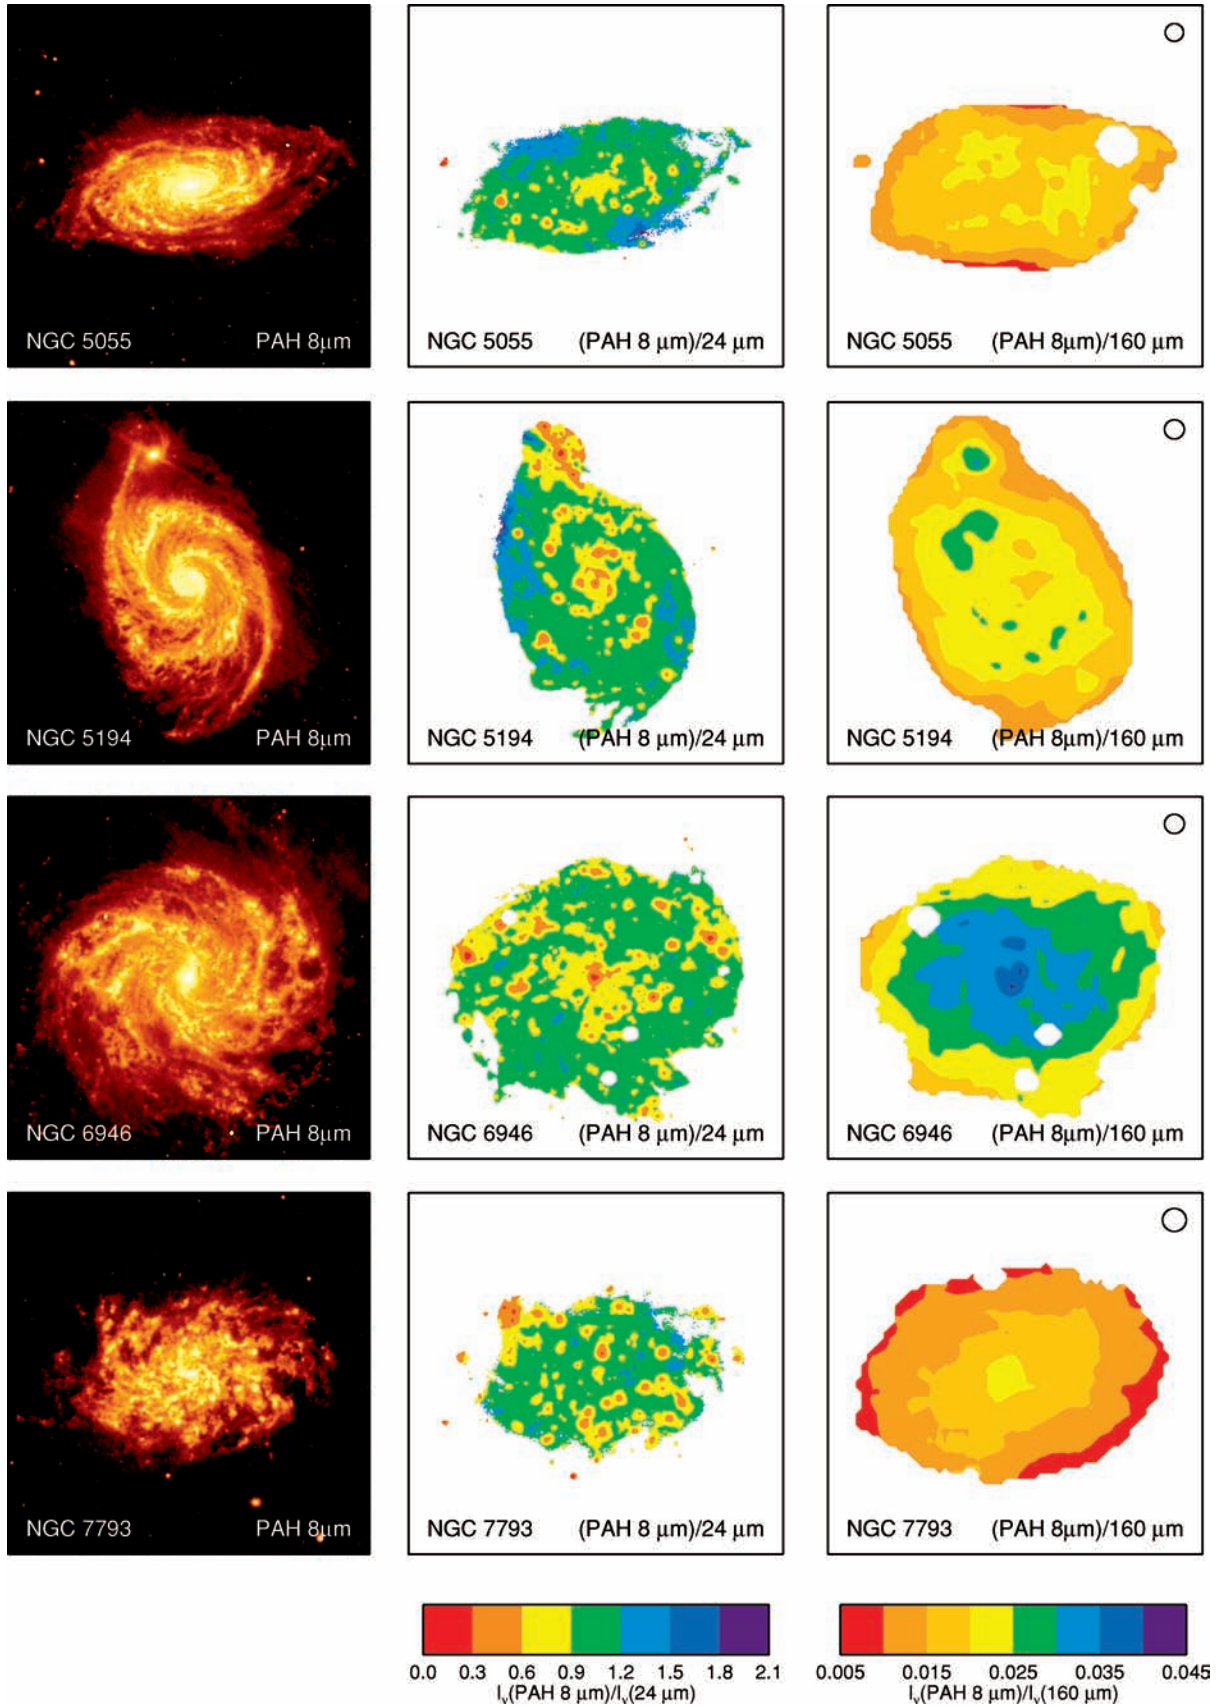 NGC 5055 PAH 8μm
NGC 5055 (PAH 8 μm)/24 μm
NGC 5055 (PAH 8μm)/160 μm
NGC 5194 PAH 8μm
NGC 5194 (PAH 8 μm)/24 μm
NGC 5194 (PAH 8μm)/160 μm
NGC 6946 PAH 8μm
NGC 6946 (PAH 8 μm)/24 μm
NGC 6946 (PAH 8μm)/160 μm
NGC 7793 PAH 8μm
NGC 7793 (PAH 8 μm)/24 μm
NGC 7793 (PAH 8μm)/160 μm
0.0 0.3 0.6 0.9 1.2 1.5 1.8 2.1
Iν(PAH 8 μm)/Iν(24 μm)
0.005 0.015 0.025 0.035 0.045
Iν(PAH 8 μm)/Iν(160 μm)